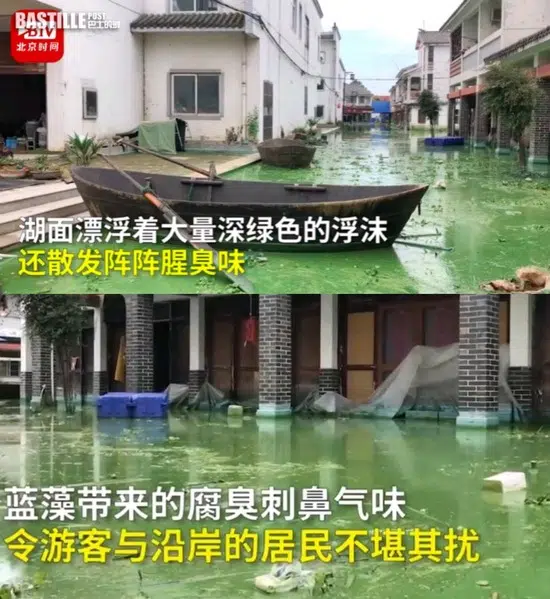 BASTILLE
POST 巴士的報
BTV
北京时间
湖面漂浮着大量深绿色的浮沫
还散发阵阵腥臭味
蓝藻带来的腐臭刺鼻气味
令游客与沿岸的居民不堪其扰